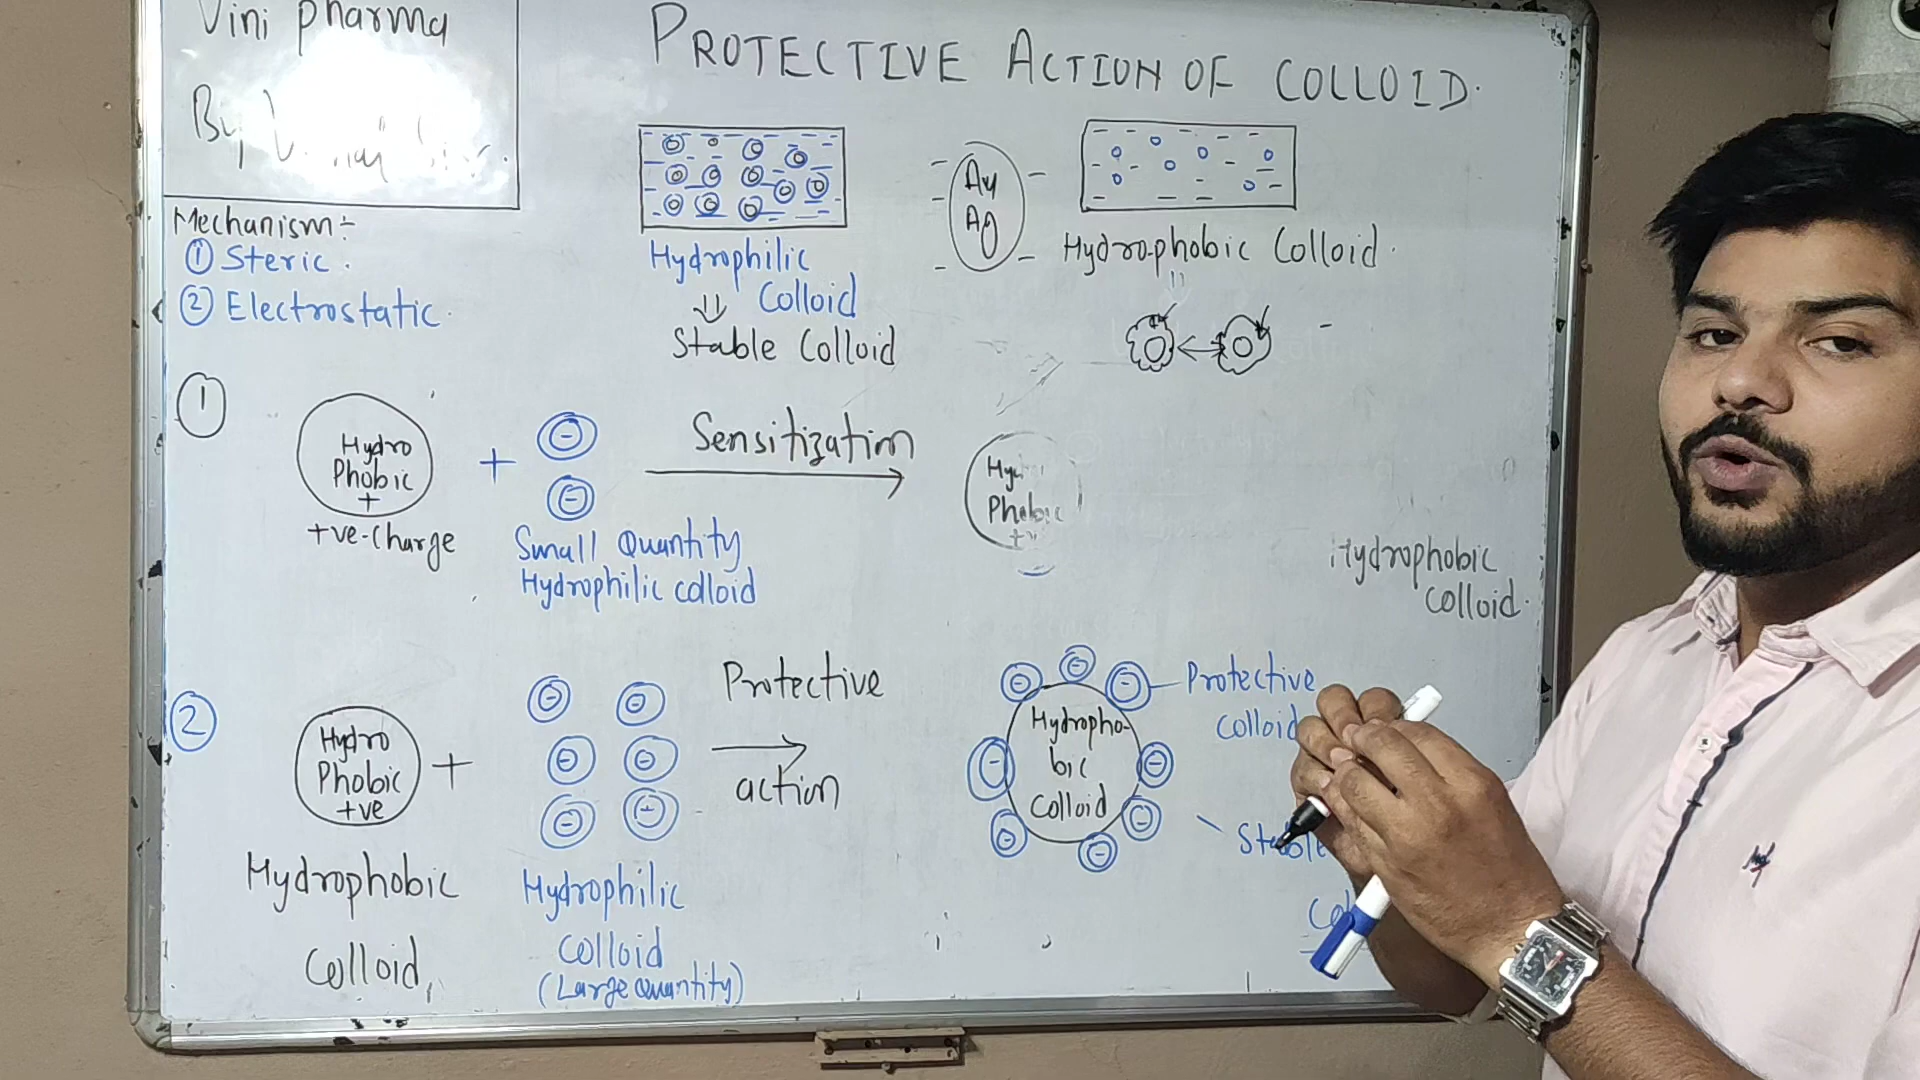 Vini pharma
By
PROTECTIVE ACTION OF COLLOID.
Mechanism:-
① Steric.
② Electrostatic.
Hydrophilic
Colloid
Stable Colloid
Au
Ag
Hydrophobic Colloid.
①
Hydro
Phobic
+
+ve-Charge
+
Small Quantity
Hydrophilic colloid
Sensitization
Phobic
Hydrophobic
Colloid.
②
Hydro
Phobic
+ve
+
Hydrophobic
Colloid,
Hydrophilic
Colloid
(Large Quantity)
Protective
action
Hydropho-
bic
Colloid
Protective
Colloid
Stable